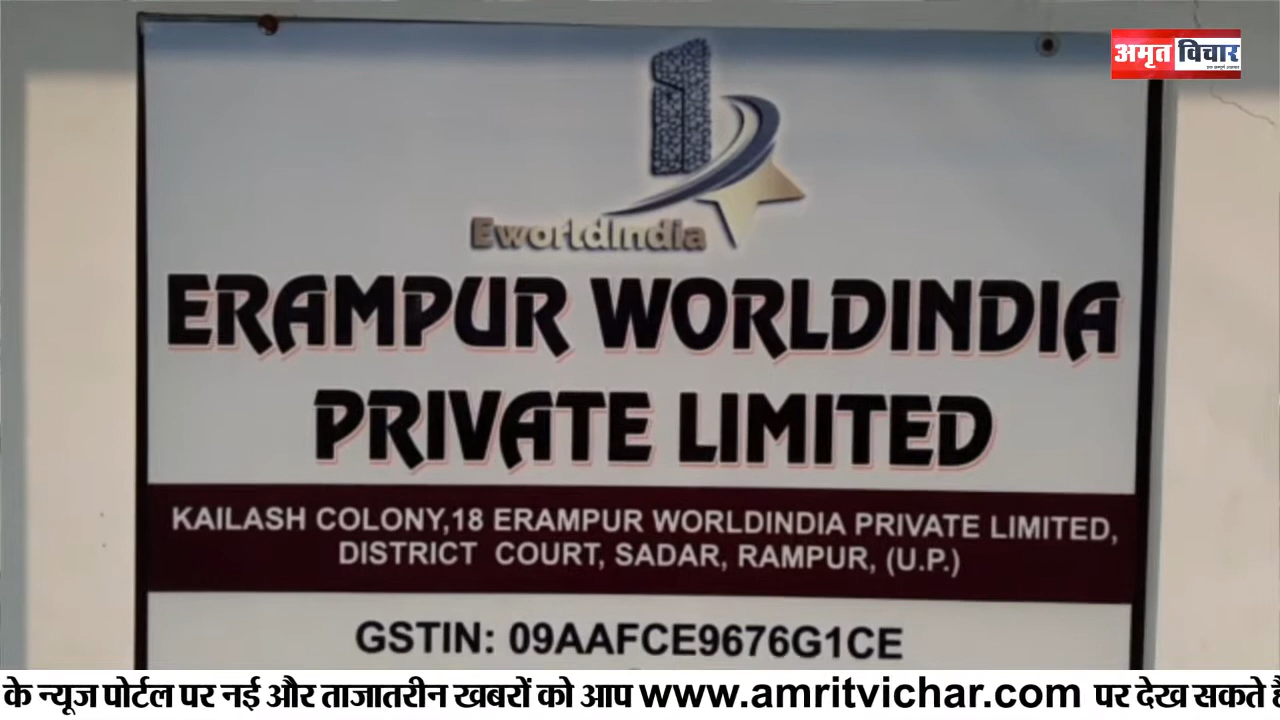 अमृत विचार
Eworldindia
ERAMPUR WORLDINDIA
PRIVATE LIMITED
KAILASH COLONY,18 ERAMPUR WORLDINDIA PRIVATE LIMITED,
DISTRICT COURT, SADAR, RAMPUR, (U.P.)
GSTIN: 09AAFCE9676G1CE
के न्यूज पोर्टल पर नई और ताजातरीन खबरों को आप www.amritvichar.com पर देख सकते